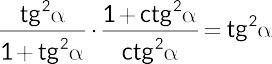 tg²α / (1 + tg²α) · (1 + ctg²α) / ctg²α = tg²α